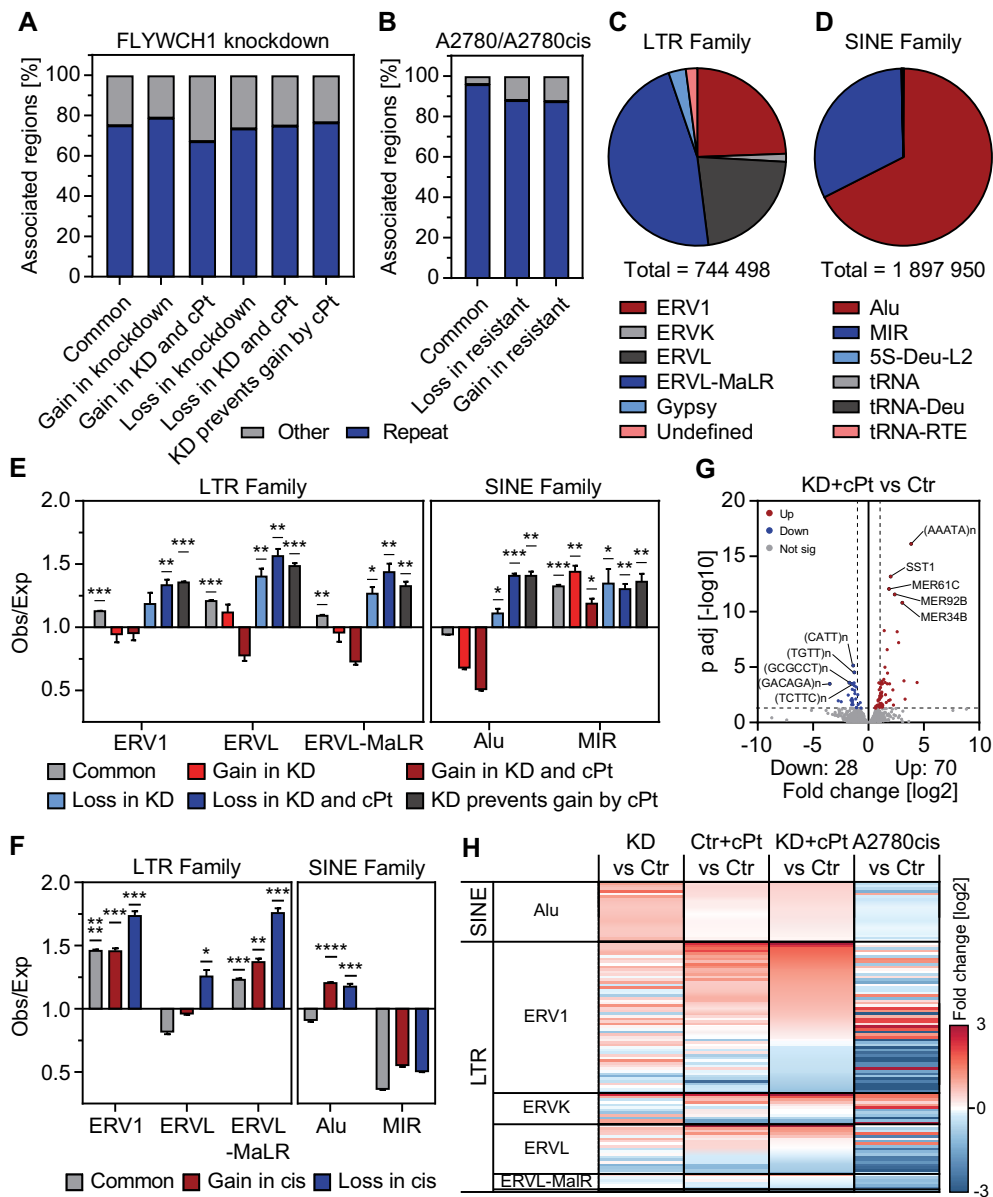 A
FLYWCH1 knockdown
Associated regions [%]
100
80
60
40
20
0
Common
Gain in knockdown
Gain in KD and cPt
Loss in knockdown
Loss in KD and cPt
KD prevents gain by cPt
B
A2780/A2780cis
Associated regions [%]
100
80
60
40
20
0
Common
Loss in resistant
Gain in resistant
Other
Repeat
C
LTR Family
Total = 744 498
ERV1
ERVK
ERVL
ERVL-MaLR
Gypsy
Undefined
D
SINE Family
Total = 1 897 950
Alu
MIR
5S-Deu-L2
tRNA
tRNA-Deu
tRNA-RTE
E
LTR Family
SINE Family
Obs/Exp
2.0
1.5
1.0
0.5
***
**
***
***
**
**
***
**
*
**
**
*
***
**
***
**
*
*
**
**
ERV1
ERVL
ERVL-MaLR
Alu
MIR
Common
Gain in KD
Gain in KD and cPt
Loss in KD
Loss in KD and cPt
KD prevents gain by cPt
G
KD+cPt vs Ctr
Up
Down
Not sig
p adj [-log10]
20
15
10
5
0
(AAATA)n
SST1
MER61C
MER92B
MER34B
(CATT)n
(TGTT)n
(GCGCCT)n
(GACAGA)n
(TCTTC)n
-10
-5
0
5
10
Down: 28
Up: 70
Fold change [log2]
F
LTR Family
SINE Family
Obs/Exp
2.0
1.5
1.0
0.5
**
**
***
***
*
***
**
***
****
***
ERV1
ERVL
ERVL
-MaLR
Alu
MIR
Common
Gain in cis
Loss in cis
H
KD
vs Ctr
Ctr+cPt
vs Ctr
KD+cPt
vs Ctr
A2780cis
vs Ctr
SINE
Alu
LTR
ERV1
ERVK
ERVL
ERVL-MalR
Fold change [log2]
3
0
-3